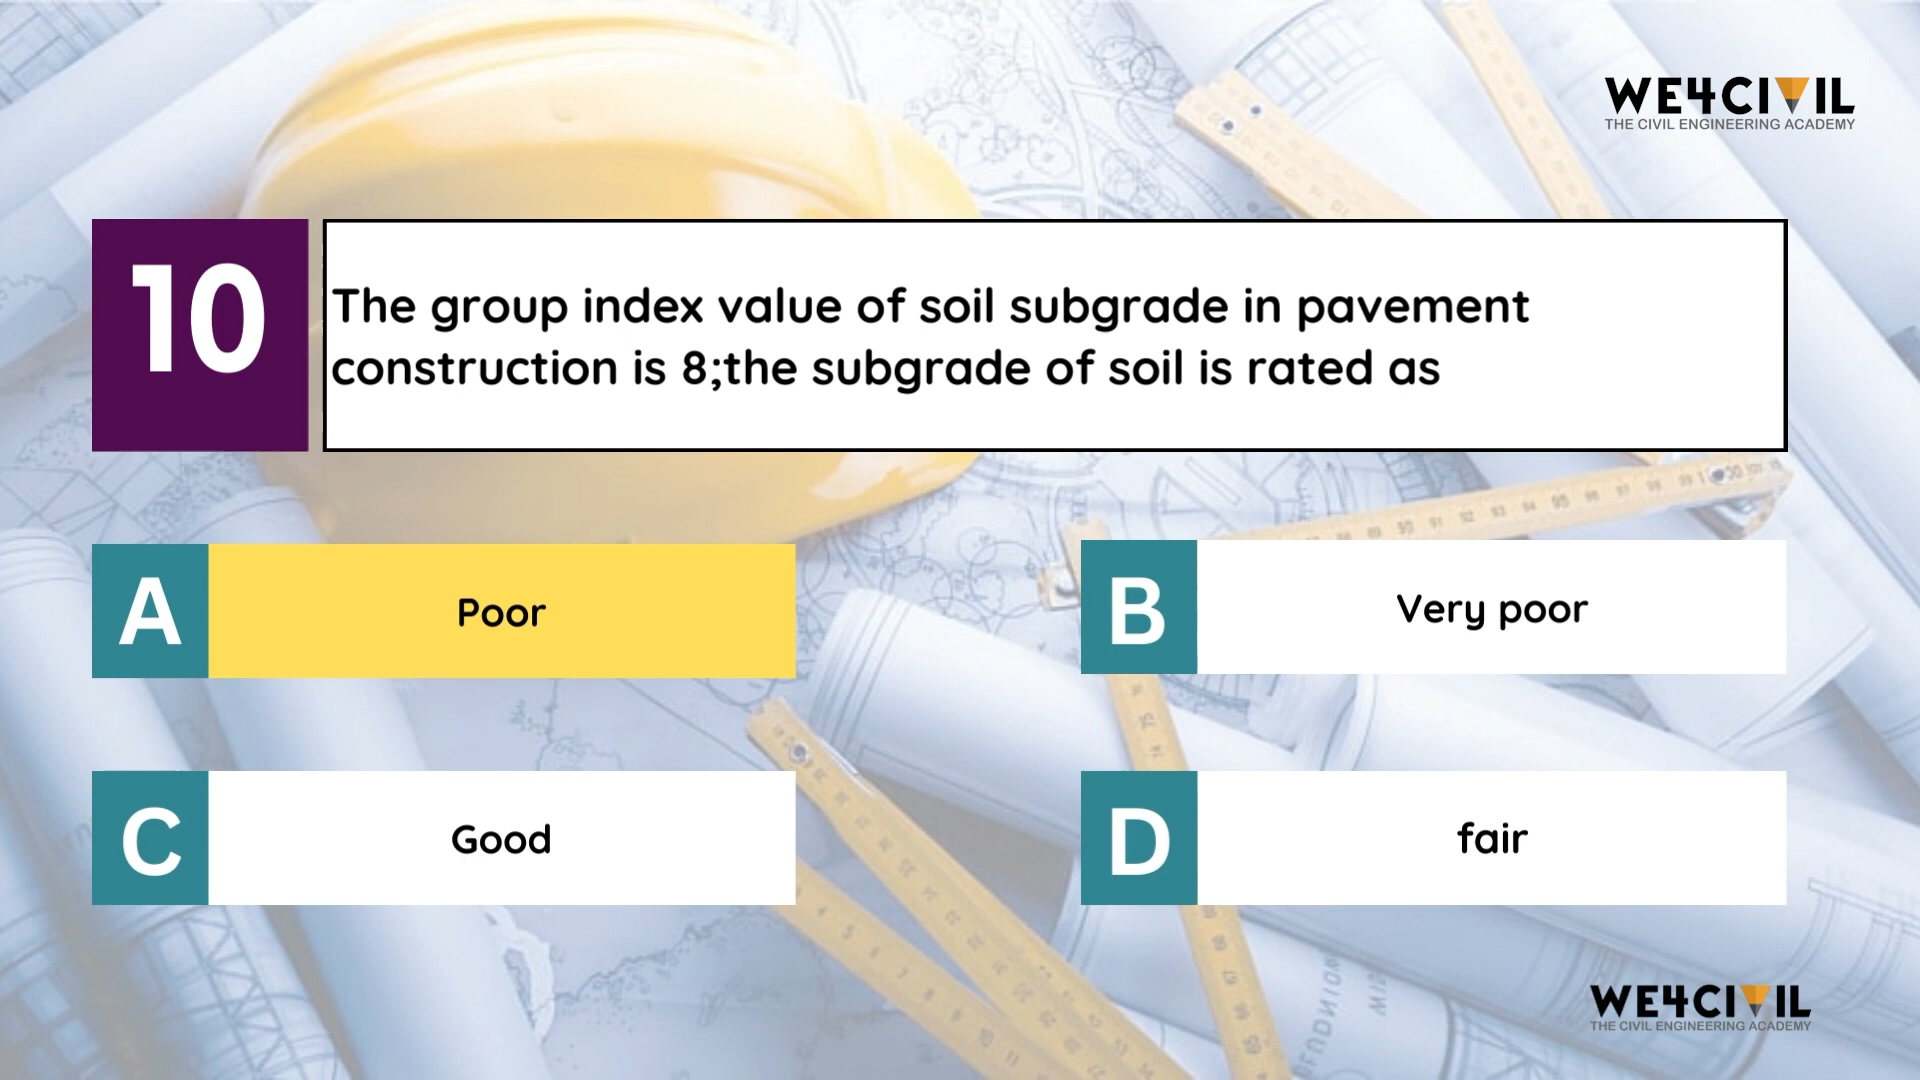 WE4CIVIL
THE CIVIL ENGINEERING ACADEMY
10
The group index value of soil subgrade in pavement
construction is 8;the subgrade of soil is rated as
A
Poor
B
Very poor
C
Good
D
fair
WE4CIVIL
THE CIVIL ENGINEERING ACADEMY